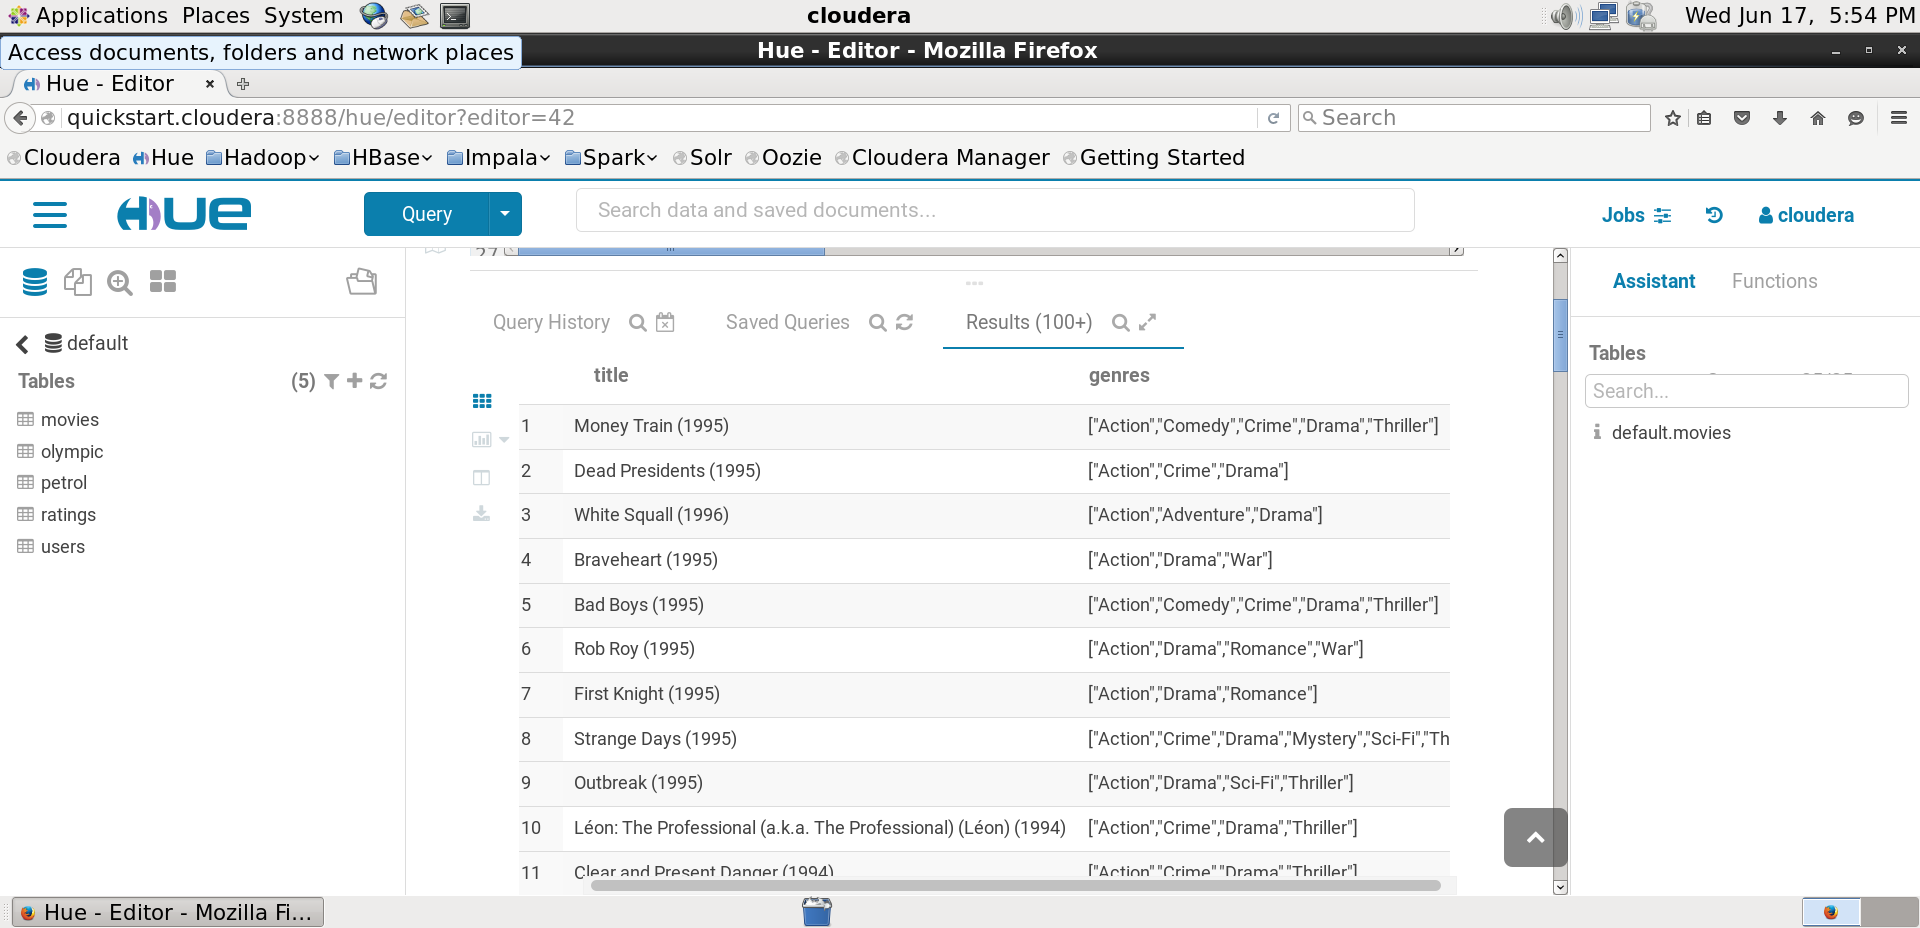 Applications Places System cloudera Wed Jun 17, 5:54 PM
Access documents, folders and network places Hue - Editor - Mozilla Firefox
Hue - Editor
quickstart.cloudera:8888/hue/editor?editor=42 Search
Cloudera Hue Hadoop HBase Impala Spark Solr Oozie Cloudera Manager Getting Started
HUE Query Search data and saved documents... Jobs cloudera
27
Assistant Functions
Query History Saved Queries Results (100+)
default
Tables
Tables (5)
title genres
Search...
movies
olympic
petrol
ratings
users
default.movies
1 Money Train (1995) ["Action","Comedy","Crime","Drama","Thriller"]
2 Dead Presidents (1995) ["Action","Crime","Drama"]
3 White Squall (1996) ["Action","Adventure","Drama"]
4 Braveheart (1995) ["Action","Drama","War"]
5 Bad Boys (1995) ["Action","Comedy","Crime","Drama","Thriller"]
6 Rob Roy (1995) ["Action","Drama","Romance","War"]
7 First Knight (1995) ["Action","Drama","Romance"]
8 Strange Days (1995) ["Action","Crime","Drama","Mystery","Sci-Fi","Th
9 Outbreak (1995) ["Action","Drama","Sci-Fi","Thriller"]
10 Léon: The Professional (a.k.a. The Professional) (Léon) (1994) ["Action","Crime","Drama","Thriller"]
11 Clear and Present Danger (1994) ["Action","Crime","Drama","Thriller"]
Hue - Editor - Mozilla Fi...